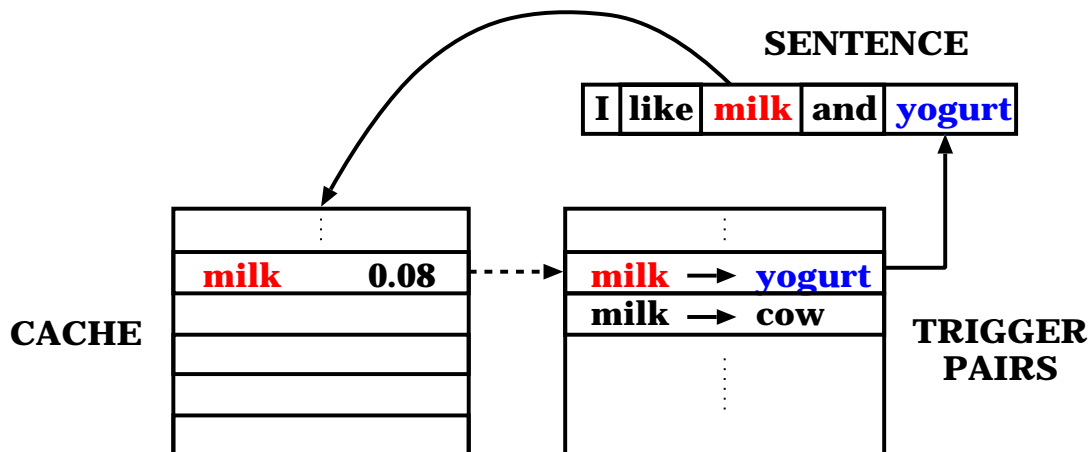 SENTENCE
I like milk and yogurt
CACHE
milk 0.08
milk → yogurt
milk → cow
TRIGGER
PAIRS